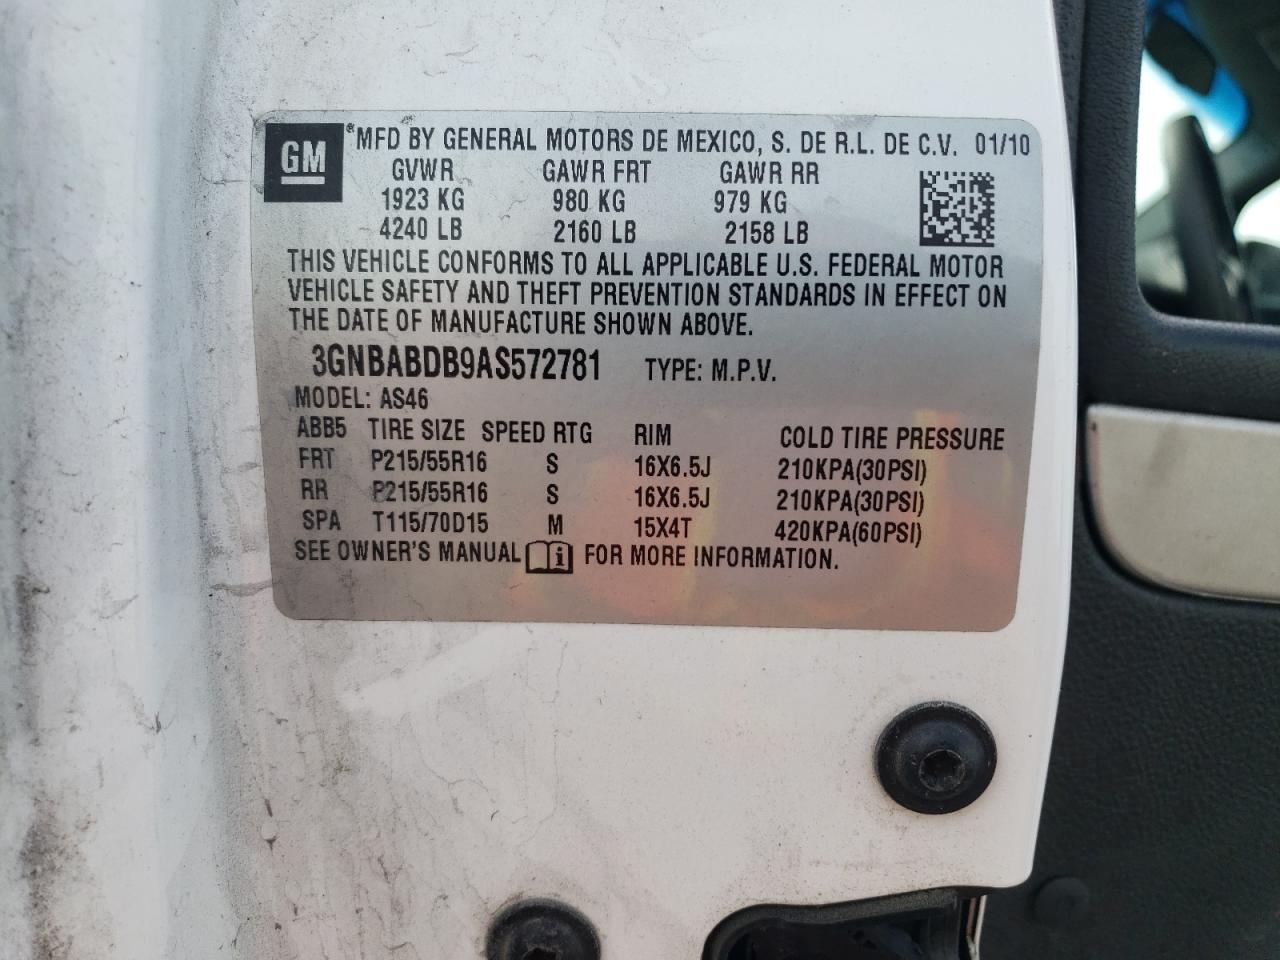 GM ®MFD BY GENERAL MOTORS DE MEXICO, S. DE R.L. DE C.V. 01/10
GVWR GAWR FRT GAWR RR
1923 KG 980 KG 979 KG
4240 LB 2160 LB 2158 LB
THIS VEHICLE CONFORMS TO ALL APPLICABLE U.S. FEDERAL MOTOR
VEHICLE SAFETY AND THEFT PREVENTION STANDARDS IN EFFECT ON
THE DATE OF MANUFACTURE SHOWN ABOVE.
3GNBABDB9AS572781 TYPE: M.P.V.
MODEL: AS46
ABB5 TIRE SIZE SPEED RTG RIM COLD TIRE PRESSURE
FRT P215/55R16 S 16X6.5J 210KPA(30PSI)
RR P215/55R16 S 16X6.5J 210KPA(30PSI)
SPA T115/70D15 M 15X4T 420KPA(60PSI)
SEE OWNER'S MANUAL i FOR MORE INFORMATION.